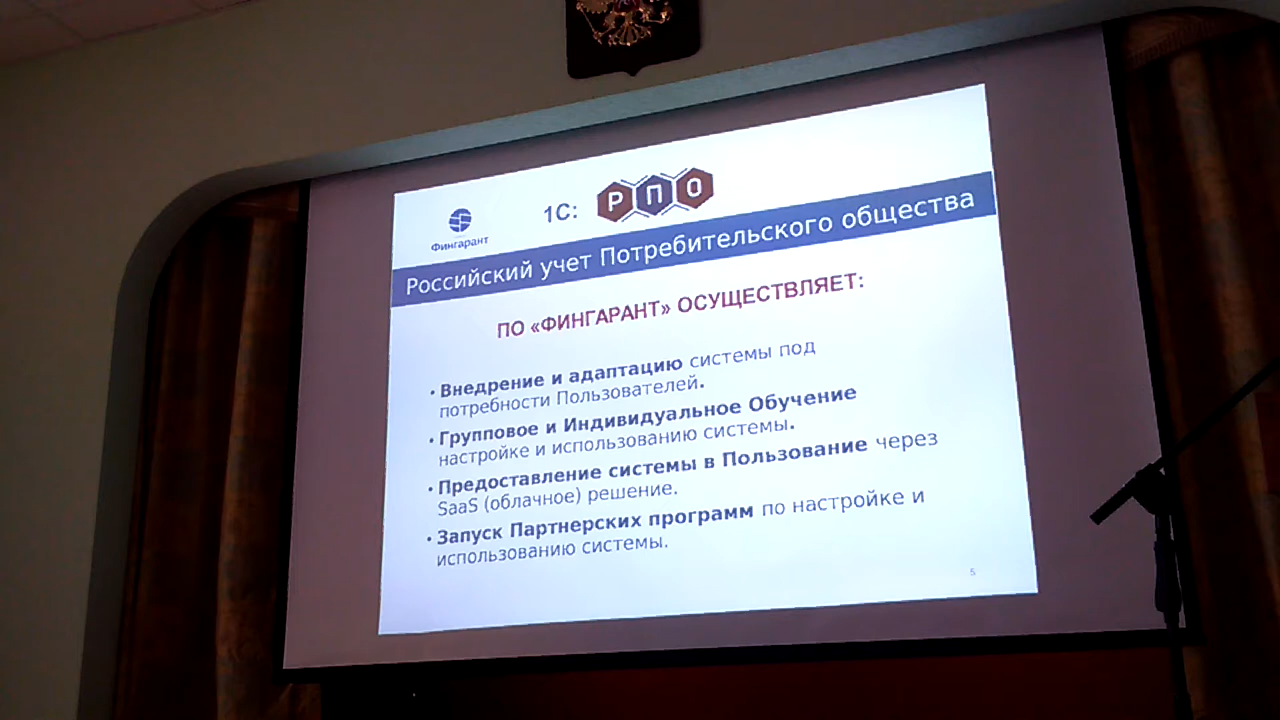 Фингарант
1С: РПО
Российский учет Потребительского общества
ПО «ФИНГАРАНТ» ОСУЩЕСТВЛЯЕТ:
• Внедрение и адаптацию системы под
потребности Пользователей.
• Групповое и Индивидуальное Обучение
настройке и использованию системы.
• Предоставление системы в Пользование через
SaaS (облачное) решение.
• Запуск Партнерских программ по настройке и
использованию системы.
5